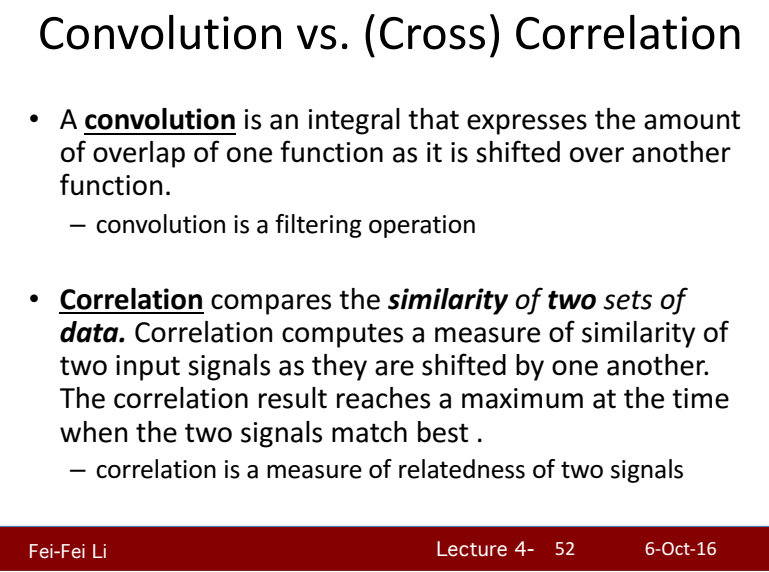 Convolution vs. (Cross) Correlation
• A convolution is an integral that expresses the amount
of overlap of one function as it is shifted over another
function.
– convolution is a filtering operation
• Correlation compares the similarity of two sets of
data. Correlation computes a measure of similarity of
two input signals as they are shifted by one another.
The correlation result reaches a maximum at the time
when the two signals match best .
– correlation is a measure of relatedness of two signals
Fei-Fei Li Lecture 4- 52 6-Oct-16